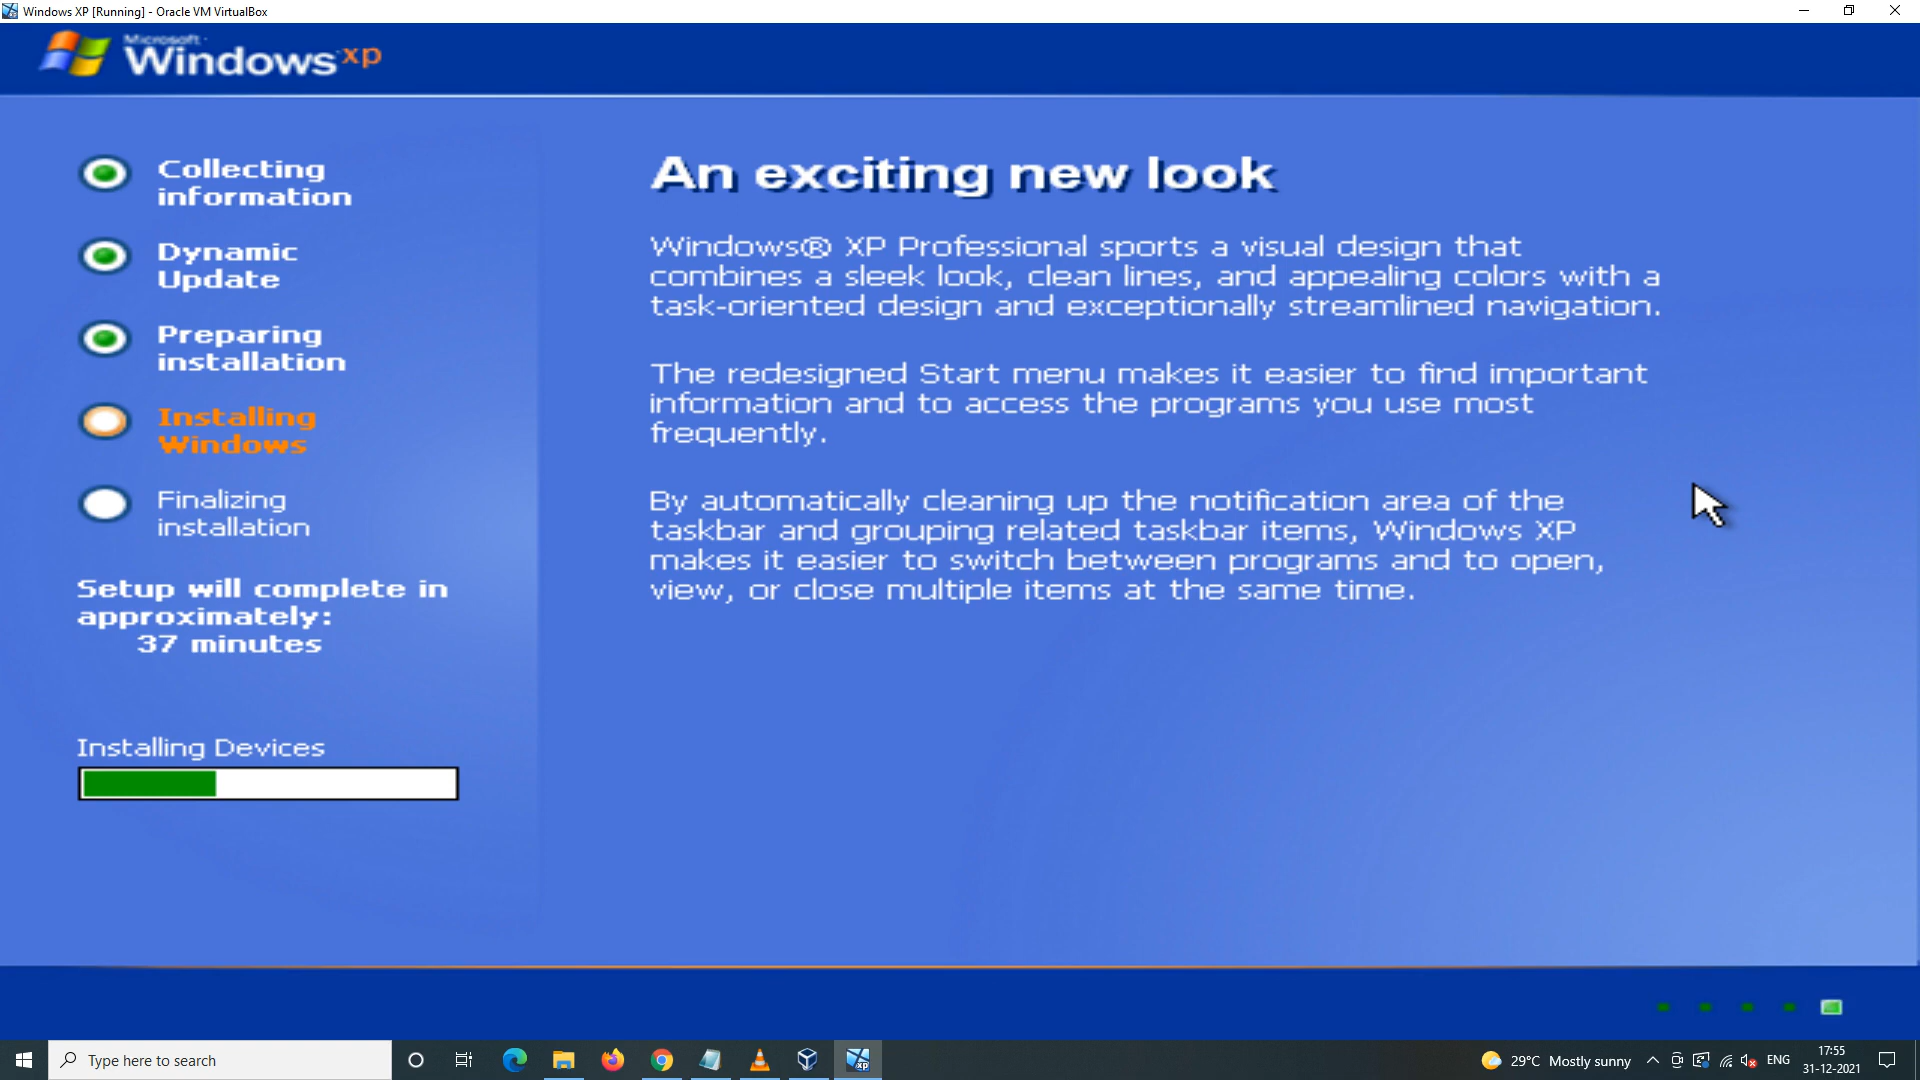 Windows XP [Running] - Oracle VM VirtualBox
Microsoft
Windows xp
Collecting
information
Dynamic
Update
Preparing
installation
Installing
Windows
Finalizing
installation
Setup will complete in
approximately:
37 minutes
Installing Devices
An exciting new look
Windows® XP Professional sports a visual design that
combines a sleek look, clean lines, and appealing colors with a
task-oriented design and exceptionally streamlined navigation.
The redesigned Start menu makes it easier to find important
information and to access the programs you use most
frequently.
By automatically cleaning up the notification area of the
taskbar and grouping related taskbar items, Windows XP
makes it easier to switch between programs and to open,
view, or close multiple items at the same time.
Type here to search
xp
29°C Mostly sunny
ENG
17:55
31-12-2021